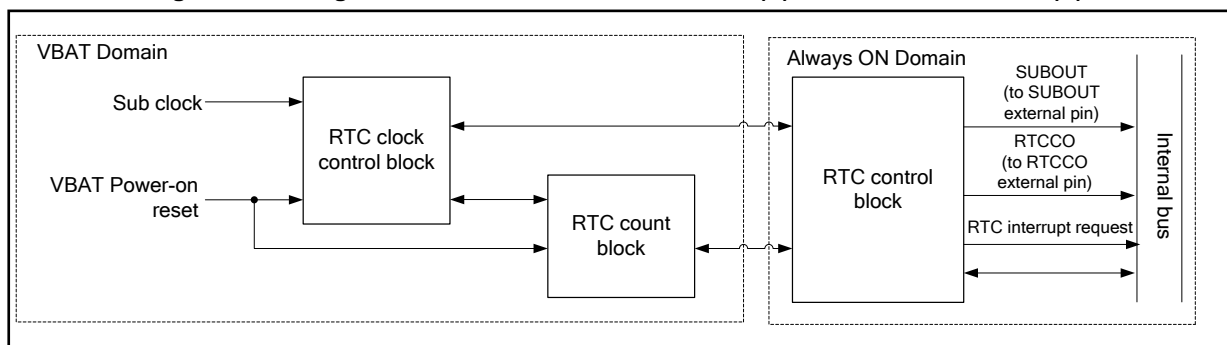 VBAT Domain
Sub clock
VBAT Power-on
reset
RTC clock
control block
RTC count
block
Always ON Domain
RTC control
block
SUBOUT
(to SUBOUT
external pin)
RTCCO
(to RTCCO
external pin)
RTC interrupt request
Internal bus